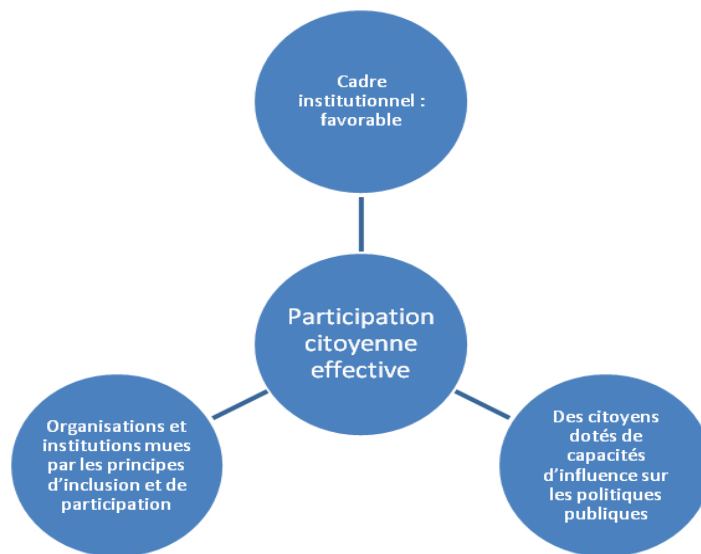 Cadre
institutionnel :
favorable
Participation
citoyenne
effective
Organisations et
institutions mues
par les principes
d'inclusion et de
participation
Des citoyens
dotés de
capacités
d'influence sur
les politiques
publiques